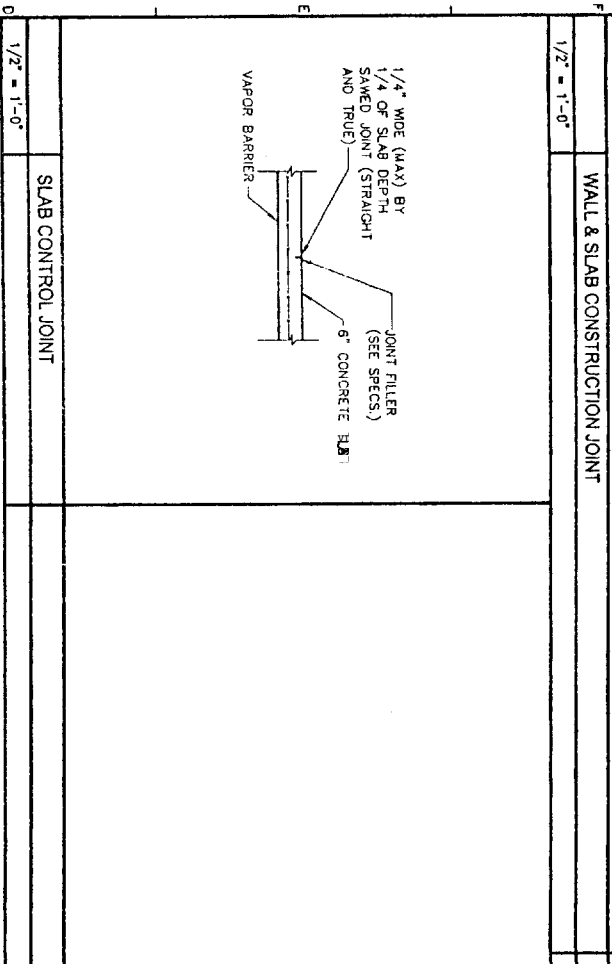 F
WALL & SLAB CONSTRUCTION JOINT
1/2" = 1'-0"
E
1/4" WIDE (MAX) BY
1/4 OF SLAB DEPTH
SAWED JOINT (STRAIGHT
AND TRUE)
JOINT FILLER
(SEE SPECS.)
6" CONCRETE
VAPOR BARRIER
SLAB CONTROL JOINT
1/2" = 1'-0"
D